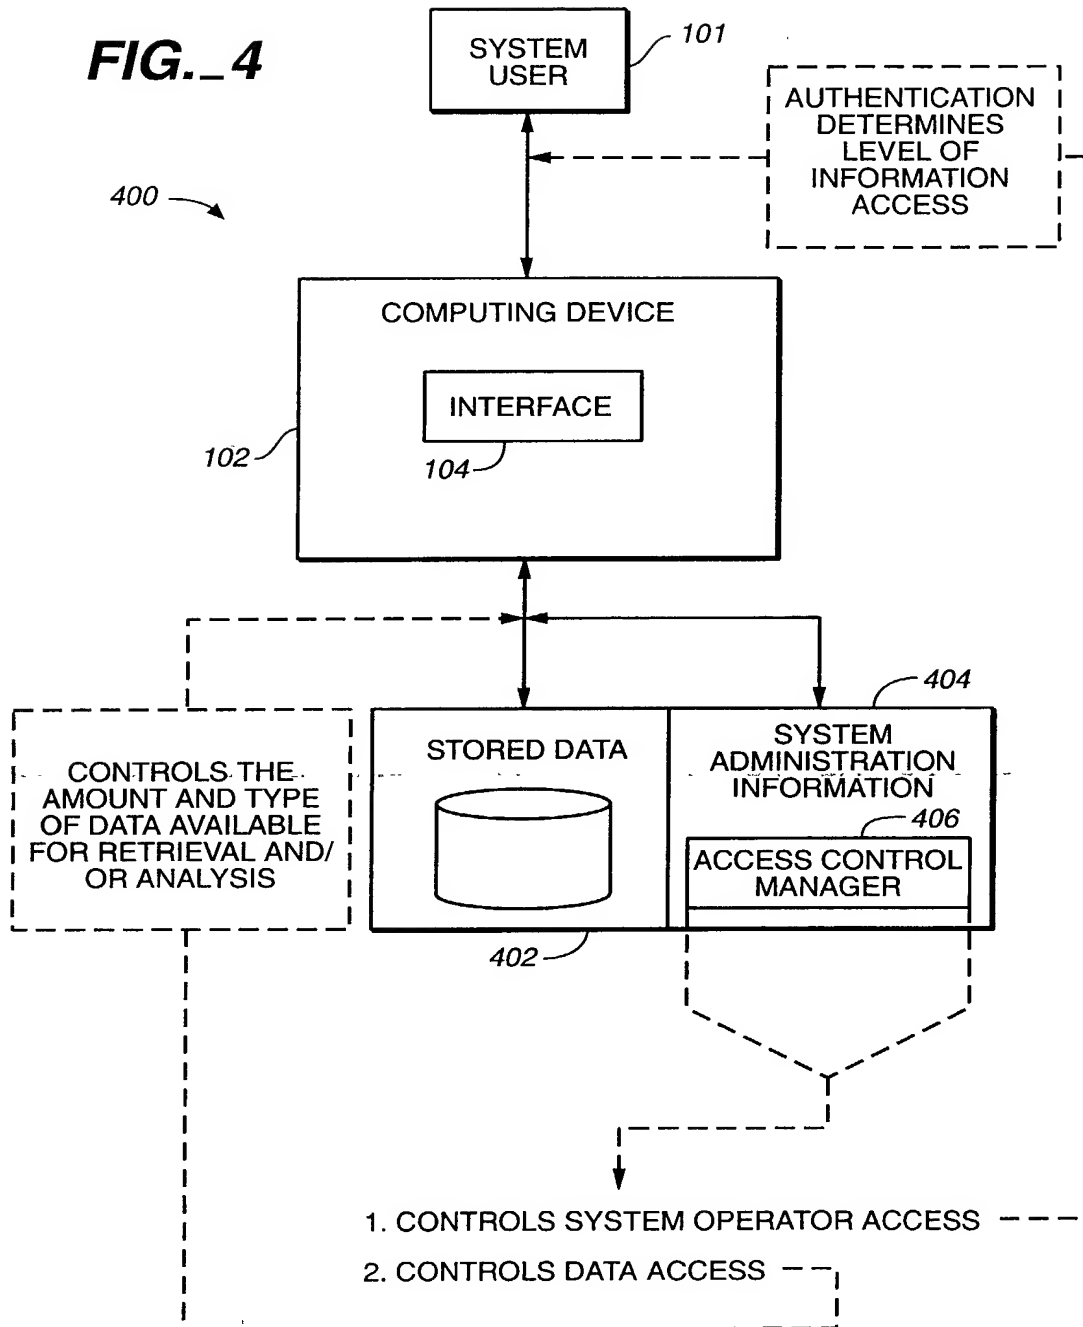 FIG._4
SYSTEM
USER
101
AUTHENTICATION
DETERMINES
LEVEL OF
INFORMATION
ACCESS
400
COMPUTING DEVICE
INTERFACE
102
104
404
STORED DATA
SYSTEM
ADMINISTRATION
INFORMATION
CONTROLS THE
AMOUNT AND TYPE
OF DATA AVAILABLE
FOR RETRIEVAL AND/
OR ANALYSIS
406
ACCESS CONTROL
MANAGER
402
1. CONTROLS SYSTEM OPERATOR ACCESS
2. CONTROLS DATA ACCESS